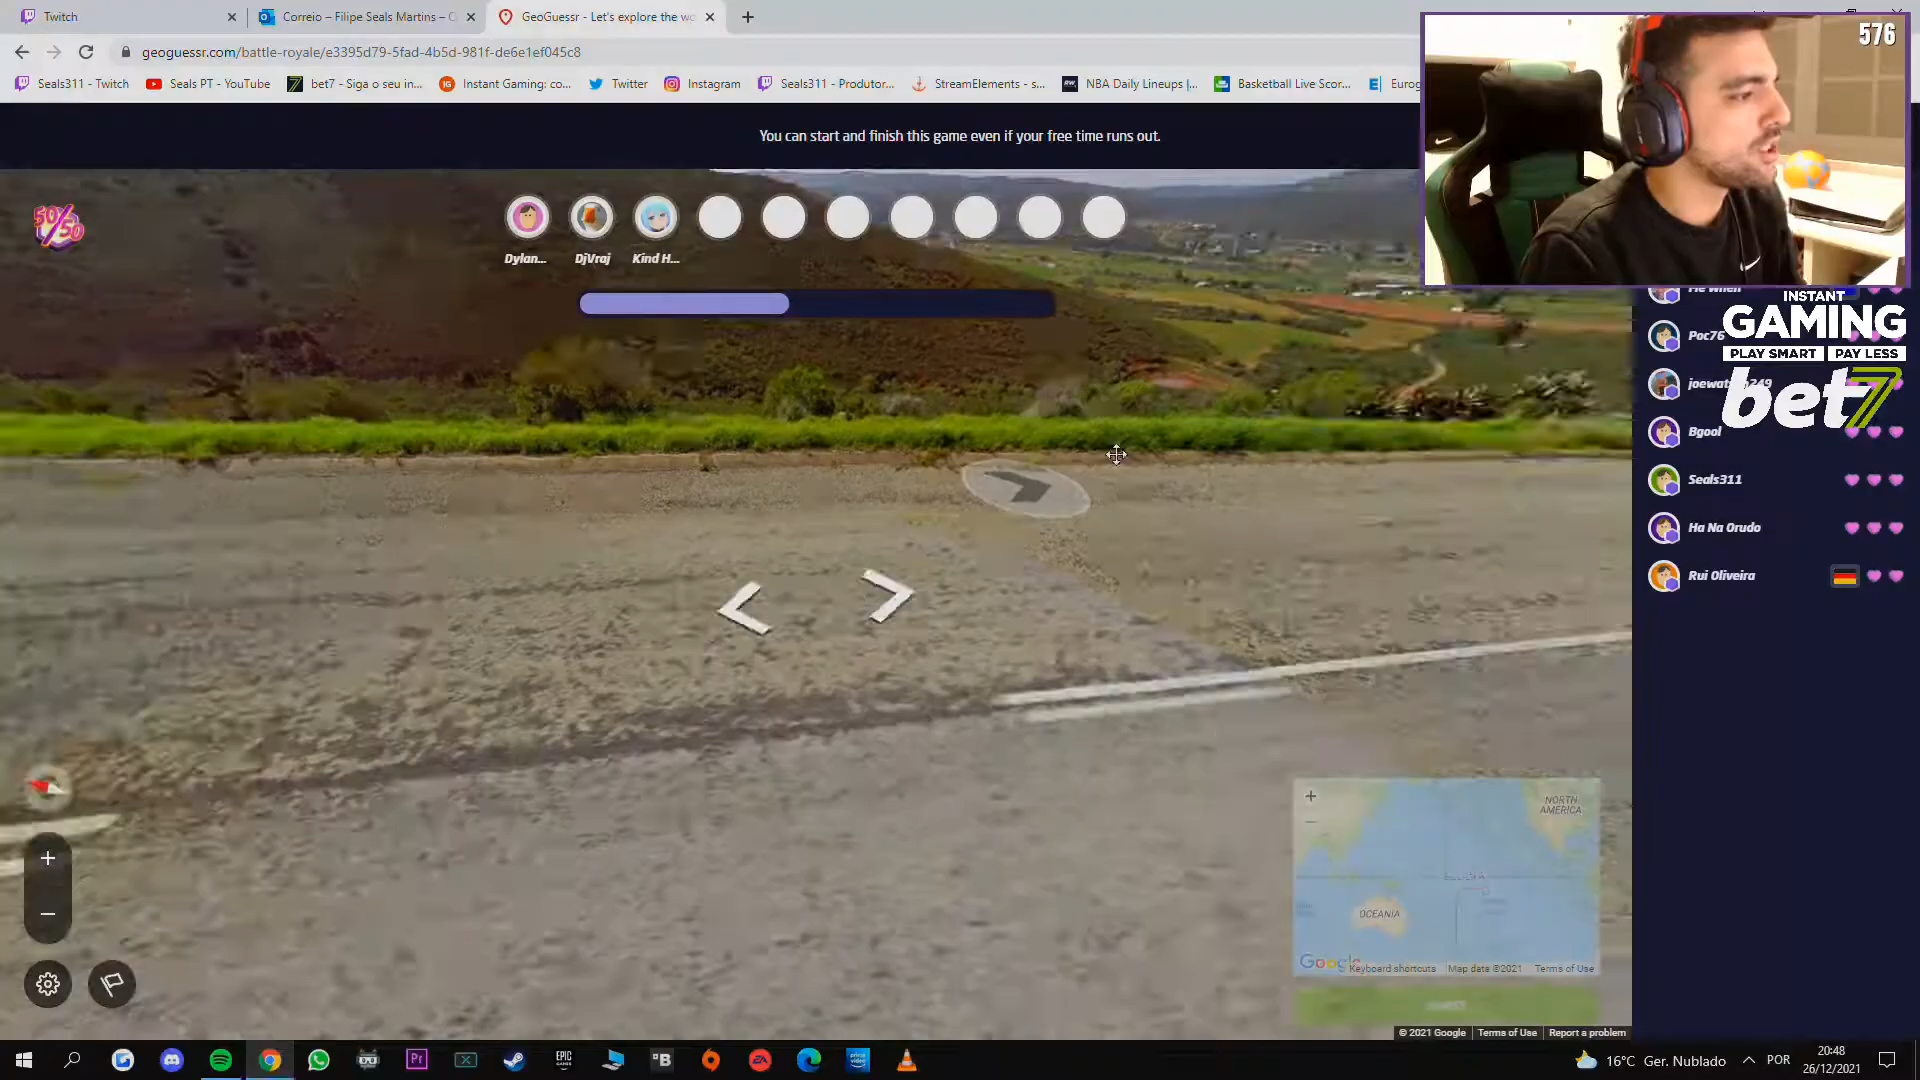 Twitch
Correio – Filipe Seals Martins – O
GeoGuessr - Let's explore the wo
geoguessr.com/battle-royale/e3395d79-5fad-4b5d-981f-de6e1ef045c8
576
Seals311 - Twitch
Seals PT - YouTube
bet7 - Siga o seu in...
Instant Gaming: co...
Twitter
Instagram
Seals311 - Produtor...
StreamElements - s...
NBA Daily Lineups |...
Basketball Live Scor...
Eurog
You can start and finish this game even if your free time runs out.
50/50
Dylan...
DjVraj
Kind H...
INSTANT
GAMING
PLAY SMART
PAY LESS
bet7
Poc76
Bgool
Seals311
Ha Na Orudo
Rui Oliveira
NORTH
AMERICA
OCEANIA
Google
Keyboard shortcuts
Map data ©2021
Terms of Use
© 2021 Google
Terms of Use
Report a problem
16°C Ger. Nublado
POR
20:48
26/12/2021